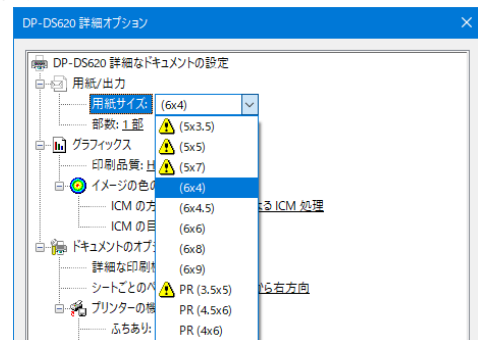 DP-DS620 詳細オプション
DP-DS620 詳細なドキュメントの設定
用紙/出力
用紙サイズ: (6x4)
部数: 1 部
(5x3.5)
グラフィックス
(5x5)
印刷品質: H
(5x7)
イメージの色の
(6x4)
ICM の方
(6x4.5)
る ICM 処理
ICM の目
(6x6)
ドキュメントのオプ
(6x8)
詳細な印刷
(6x9)
シートごとのペ
PR (3.5x5)
から右方向
プリンターの機
PR (4.5x6)
ふちあり:
PR (4x6)